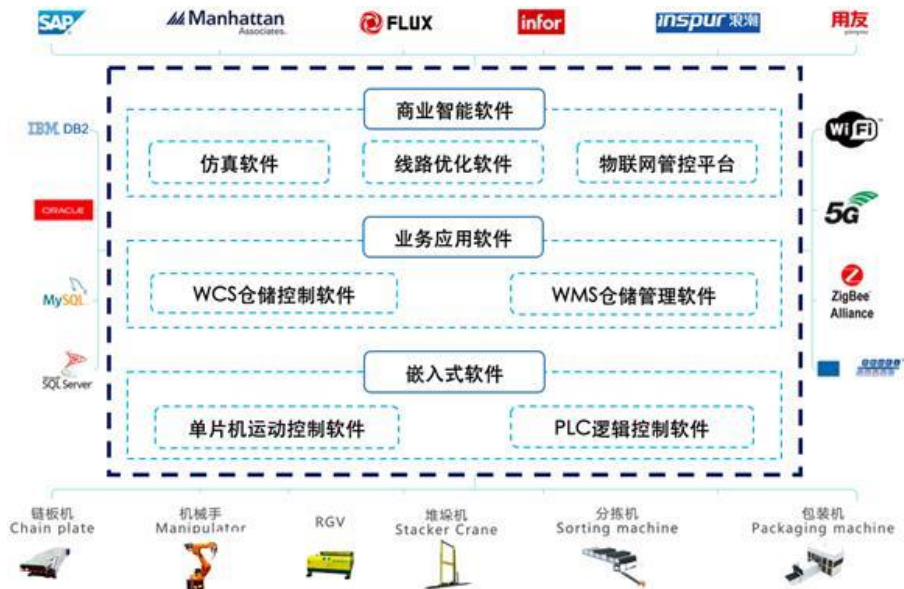 SAP
Manhattan
Associates.
FLUX
infor
inspur 浪潮
用友
yonyou
商业智能软件
IBM DB2
WiFi
仿真软件
线路优化软件
物联网管控平台
ORACLE
5G
业务应用软件
MySQL
WCS仓储控制软件
WMS仓储管理软件
ZigBee
Alliance
嵌入式软件
SQL Server
单片机运动控制软件
PLC逻辑控制软件
链板机
Chain plate
机械手
Manipulator
RGV
堆垛机
Stacker Crane
分拣机
Sorting machine
包装机
Packaging machine